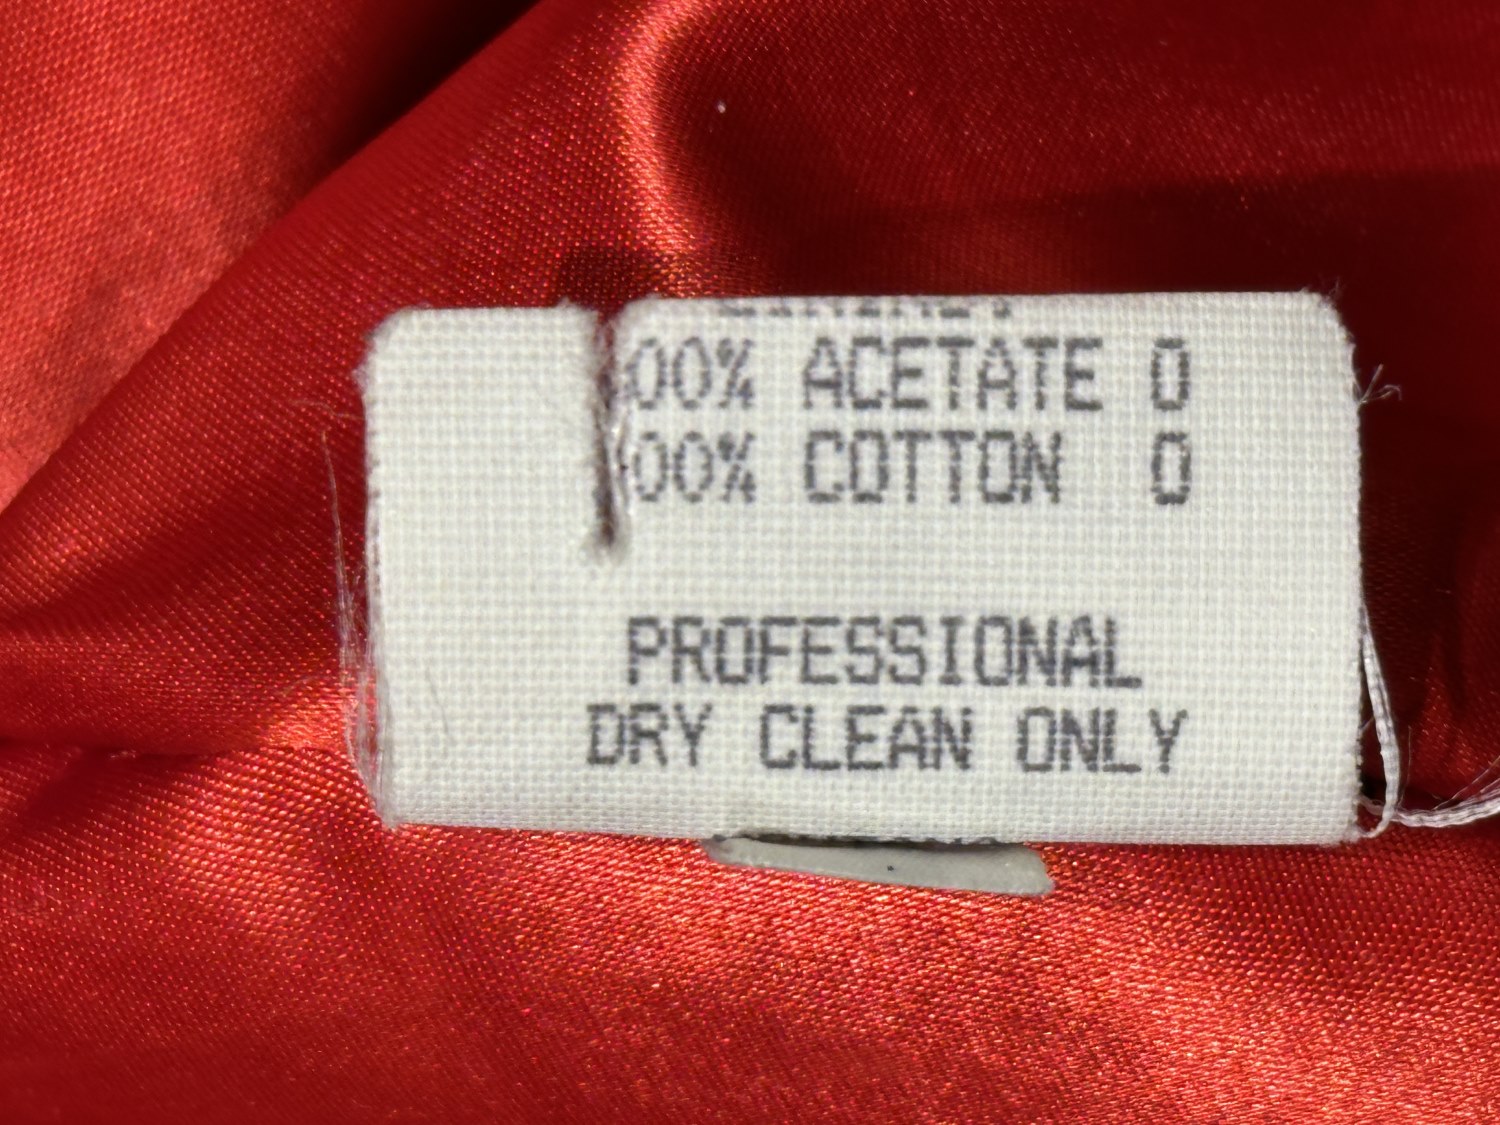 00% ACETATE 0
00% COTTON 0
PROFESSIONAL
DRY CLEAN ONLY